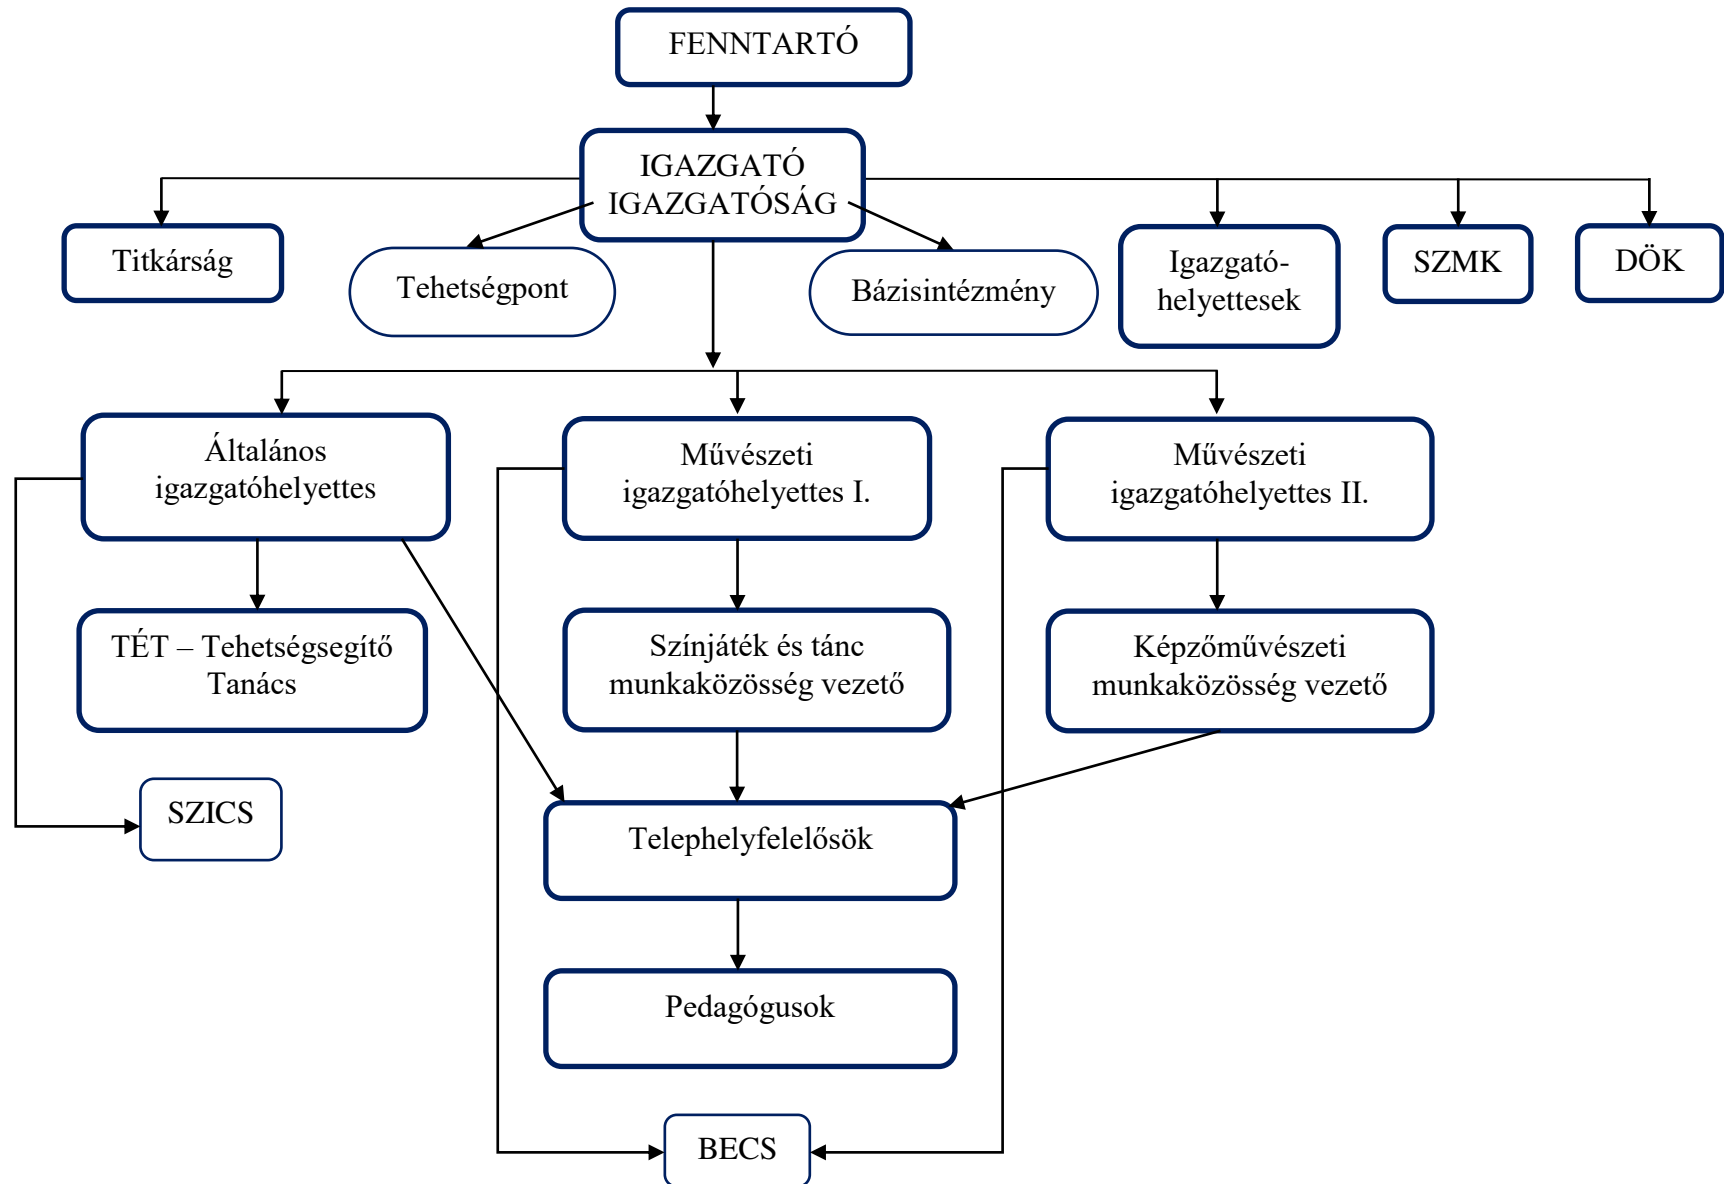 FENNTARTÓ
IGAZGATÓ
IGAZGATÓSÁG
Titkárság
Tehetségpont
Bázisintézmény
Igazgató-
helyettesek
SZMK
DÖK
Általános
igazgatóhelyettes
Művészeti
igazgatóhelyettes I.
Művészeti
igazgatóhelyettes II.
TÉT – Tehetségsegítő
Tanács
Színjáték és tánc
munkaközösség vezető
Képzőművészeti
munkaközösség vezető
SZICS
Telephelyfelelősök
Pedagógusok
BECS